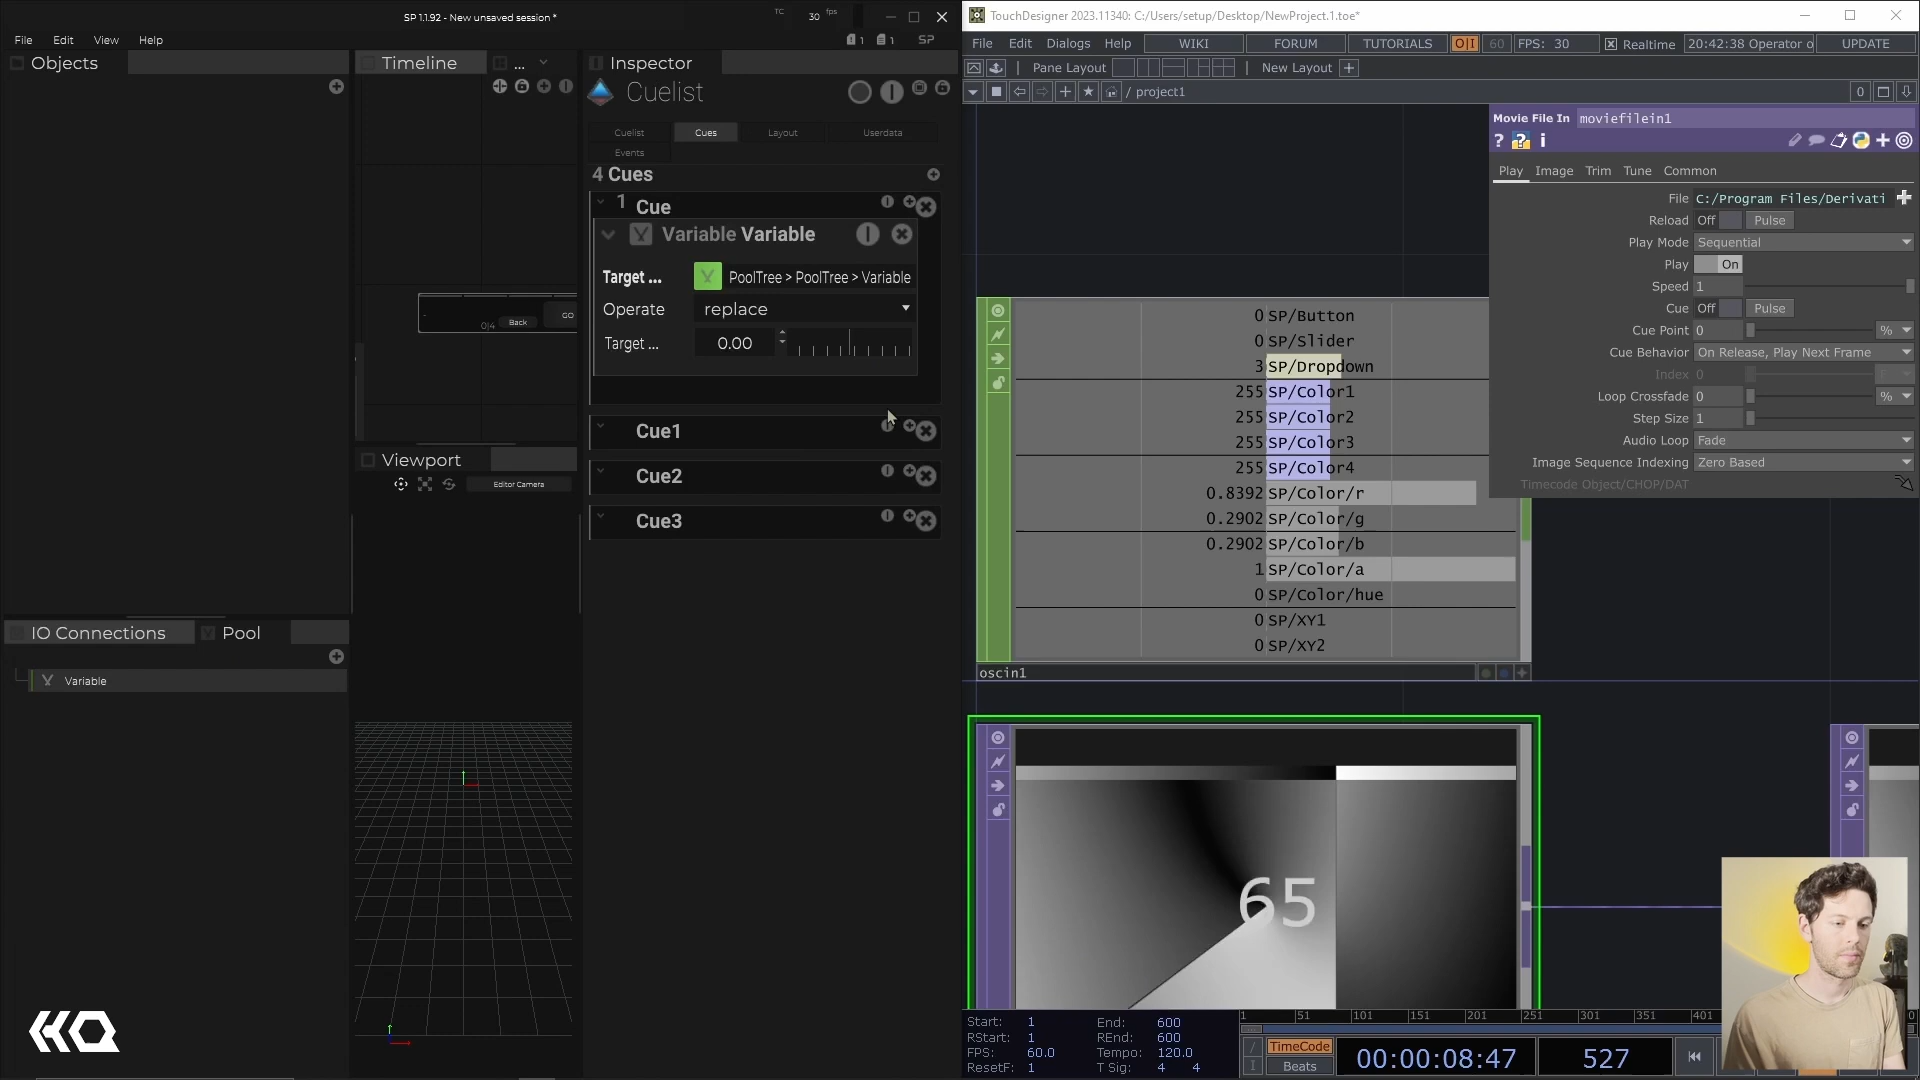 SP 1.1.92 - New unsaved session *
TC
30
fps
File
Edit
View
Help
1
1
SP
Objects
Timeline
...
Back
GO
0|4
Viewport
Editor Camera
IO Connections
Pool
Variable
HQ
Inspector
Cuelist
Cuelist
Cues
Layout
Userdata
Events
4 Cues
1
Cue
Variable Variable
Target ...
PoolTree > PoolTree > Variable
Operate
replace
Target ...
0.00
Cue1
Cue2
Cue3
TouchDesigner 2023.11340: C:/Users/setup/Desktop/NewProject.1.toe*
File
Edit
Dialogs
Help
WIKI
FORUM
TUTORIALS
O|I
60
FPS: 30
Realtime
20:42:38 Operator o
UPDATE
Pane Layout
New Layout
/ project1
0
Movie File In
moviefilein1
? ? i
Play
Image
Trim
Tune
Common
File
C:/Program Files/Derivati
Reload
Off
Pulse
Play Mode
Sequential
Play
On
Speed
1
Cue
Off
Pulse
Cue Point
0
%
Cue Behavior
On Release, Play Next Frame
Index
0
F
Loop Crossfade
0
%
Step Size
1
Audio Loop
Fade
Image Sequence Indexing
Zero Based
Timecode Object/CHOP/DAT
0 SP/Button
0 SP/Slider
3 SP/Dropdown
255 SP/Color1
255 SP/Color2
255 SP/Color3
255 SP/Color4
0.8392 SP/Color/r
0.2902 SP/Color/g
0.2902 SP/Color/b
1 SP/Color/a
0 SP/Color/hue
0 SP/XY1
0 SP/XY2
oscin1
65
Start: 1
End: 600
RStart: 1
REnd: 600
FPS: 60.0
Tempo: 120.0
ResetF: 1
T Sig: 4 4
1
51
101
151
201
251
301
351
401
TimeCode
Beats
00:00:08:47
527